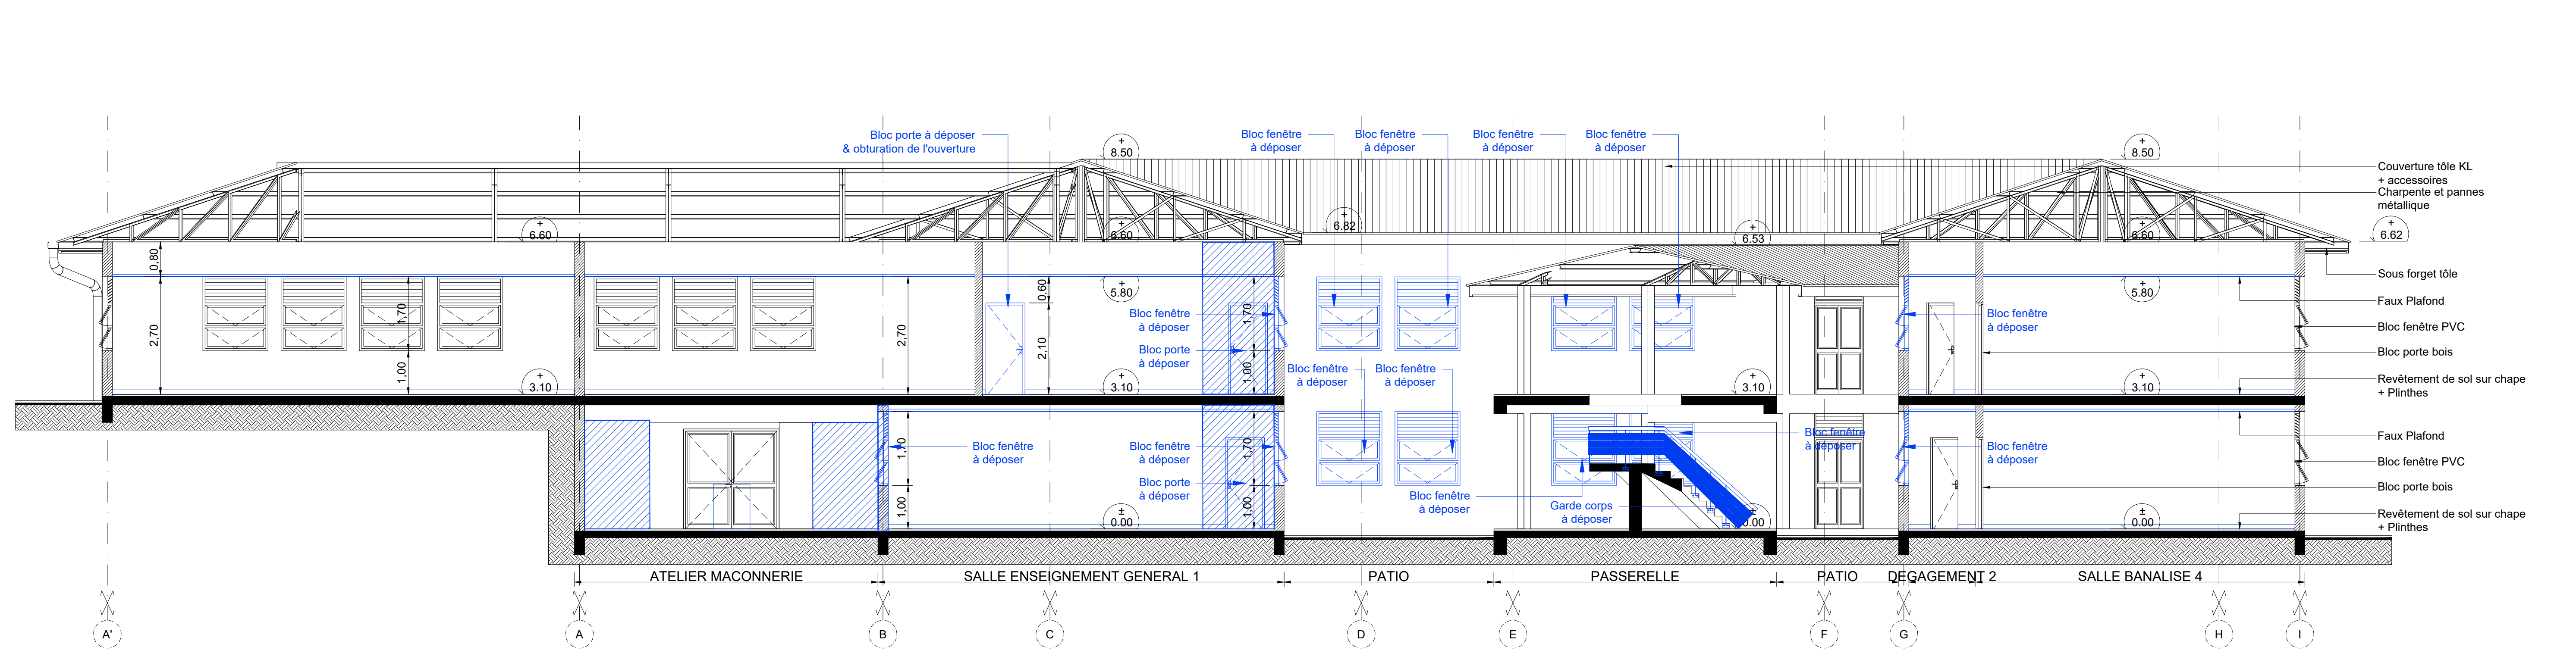 Bloc porte à déposer
& obturation de l'ouverture
Bloc fenêtre
à déposer
Bloc fenêtre
à déposer
Bloc fenêtre
à déposer
Bloc fenêtre
à déposer
+
8.50
+
8.50
Couverture tôle KL
+ accessoires
Charpente et pannes
métallique
+
6.60
+
6.60
+
6.82
+
6.53
+
6.60
+
6.62
0,80
Sous forget tôle
+
5.80
+
5.80
Faux Plafond
0,60
2,70
1,70
2,70
2,10
1,70
Bloc fenêtre
à déposer
Bloc fenêtre
à déposer
Bloc fenêtre PVC
Bloc porte
à déposer
Bloc porte bois
1,00
1,00
Bloc fenêtre
à déposer
Bloc fenêtre
à déposer
+
3.10
+
3.10
+
3.10
+
3.10
Revêtement de sol sur chape
+ Plinthes
Bloc fenêtre
à déposer
Faux Plafond
1,70
Bloc fenêtre
à déposer
Bloc fenêtre
à déposer
1,70
Bloc fenêtre
à déposer
Bloc fenêtre PVC
Bloc porte
à déposer
Bloc porte bois
Bloc fenêtre
à déposer
Garde corps
à déposer
1,00
1,00
±
0.00
±
0.00
±
0.00
Revêtement de sol sur chape
+ Plinthes
ATELIER MACONNERIE
SALLE ENSEIGNEMENT GENERAL 1
PATIO
PASSERELLE
PATIO
DEGAGEMENT 2
SALLE BANALISE 4
A'
A
B
C
D
E
F
G
H
I